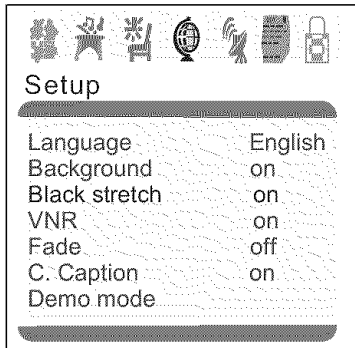 Setup
Language English
Background on
Black stretch on
VNR on
Fade off
C. Caption on
Demo mode